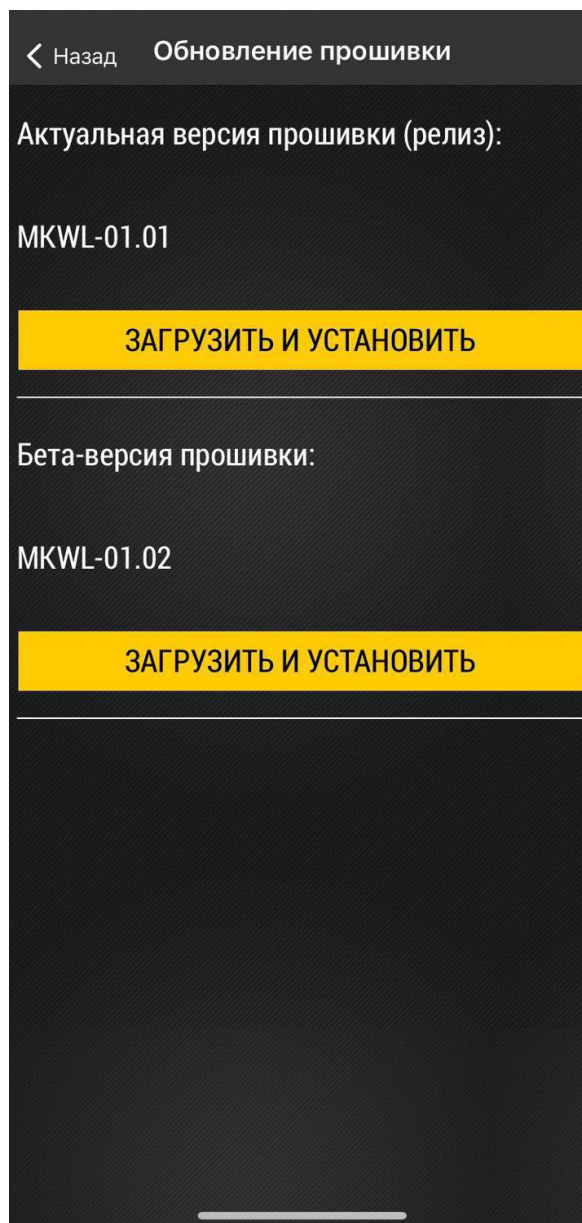 Назад Обновление прошивки
Актуальная версия прошивки (релиз):
MKWL-01.01
ЗАГРУЗИТЬ И УСТАНОВИТЬ
Бета-версия прошивки:
MKWL-01.02
ЗАГРУЗИТЬ И УСТАНОВИТЬ